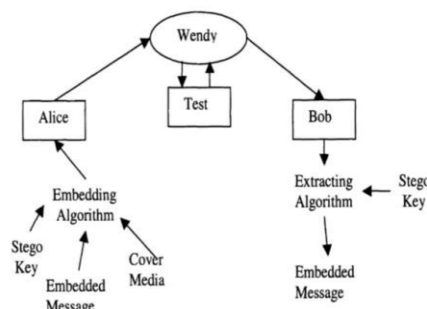 Wendy
Test
Alice
Bob
Embedding
Algorithm
Extracting
Algorithm
Stego
Key
Stego
Key
Embedded
Message
Cover
Media
Embedded
Message